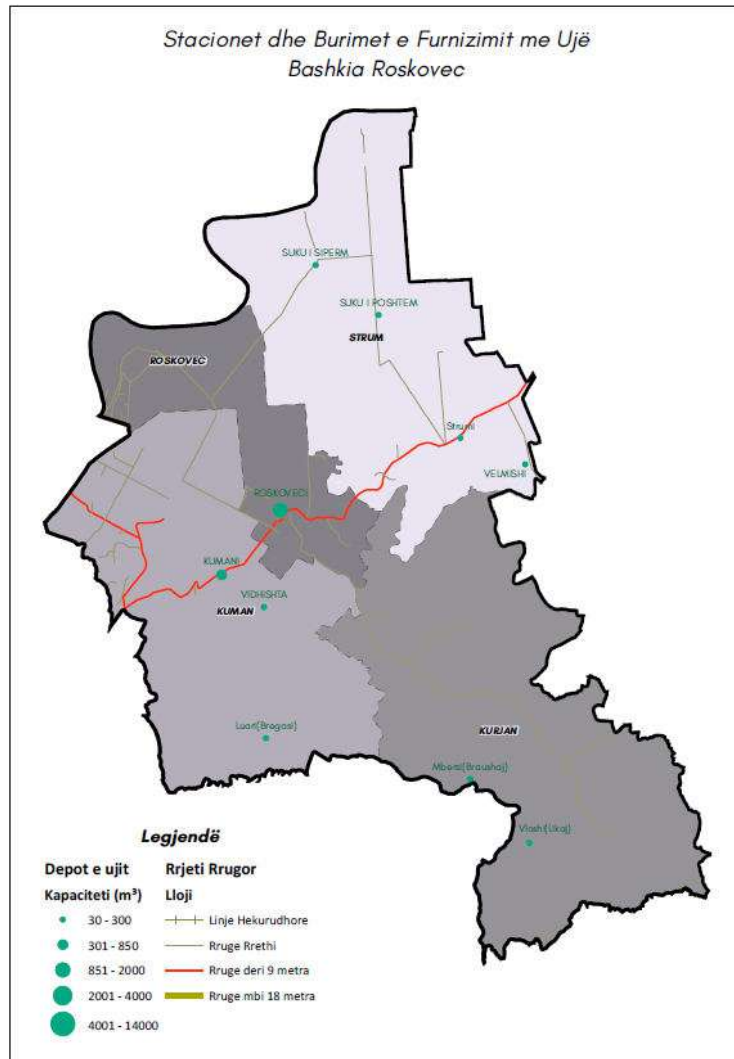 Stacionet dhe Burimet e Furnizimit me Ujë
Bashkia Roskovec
SUKU I SIPERM
SUKU I POSHTEM
STRUM
ROSKOVEC
Strumi
VELMISHI
ROSKOVECI
KUMANI
VIDHISHTA
KUMAN
Luari(Bregasi)
KURJAN
Mbersi(Braushaj)
Vlashi(Ukaj)
Legjendë
Depot e ujit Rrjeti Rrugor
Kapaciteti (m³) Lloji
30 - 300 Linje Hekurudhore
301 - 850 Rruge Rrethi
851 - 2000 Rruge deri 9 metra
2001 - 4000 Rruge mbi 18 metra
4001 - 14000